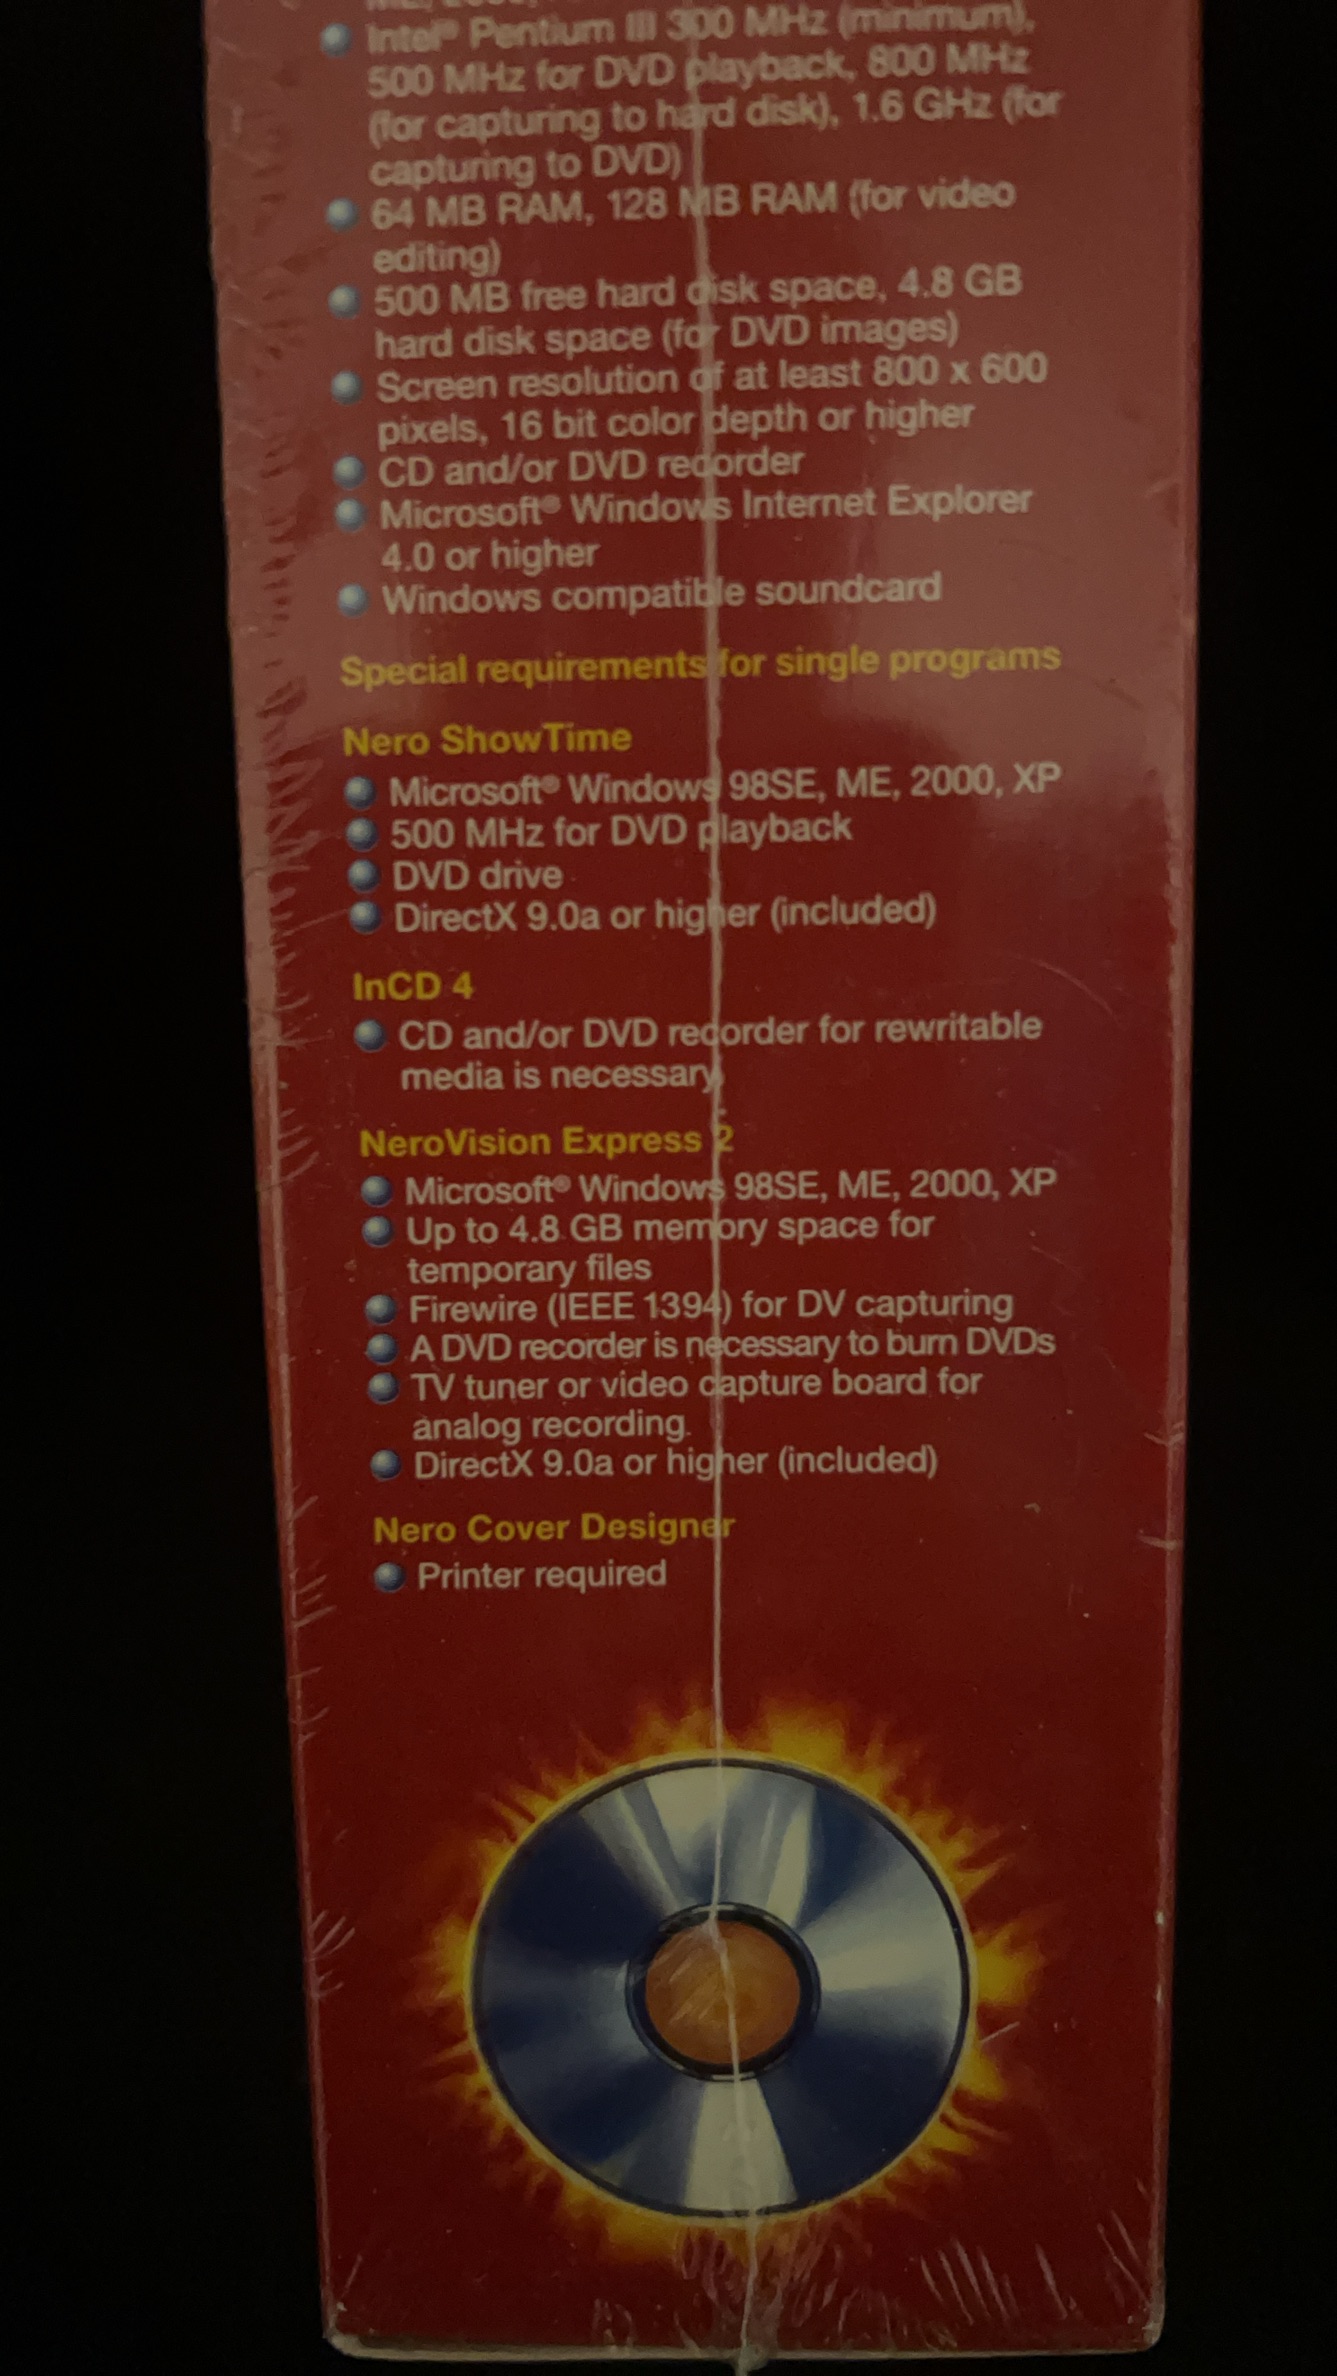 Intel® Pentium III 300 MHz (minimum),
500 MHz for DVD playback, 800 MHz
(for capturing to hard disk), 1.6 GHz (for
capturing to DVD)
64 MB RAM, 128 MB RAM (for video
editing)
500 MB free hard disk space, 4.8 GB
hard disk space (for DVD images)
Screen resolution of at least 800 x 600
pixels, 16 bit color depth or higher
CD and/or DVD recorder
Microsoft® Windows Internet Explorer
4.0 or higher
Windows compatible soundcard
Special requirements for single programs
Nero ShowTime
Microsoft® Windows 98SE, ME, 2000, XP
500 MHz for DVD playback
DVD drive
DirectX 9.0a or higher (included)
InCD 4
CD and/or DVD recorder for rewritable
media is necessary
NeroVision Express 2
Microsoft® Windows 98SE, ME, 2000, XP
Up to 4.8 GB memory space for
temporary files
Firewire (IEEE 1394) for DV capturing
A DVD recorder is necessary to burn DVDs
TV tuner or video capture board for
analog recording.
DirectX 9.0a or higher (included)
Nero Cover Designer
Printer required